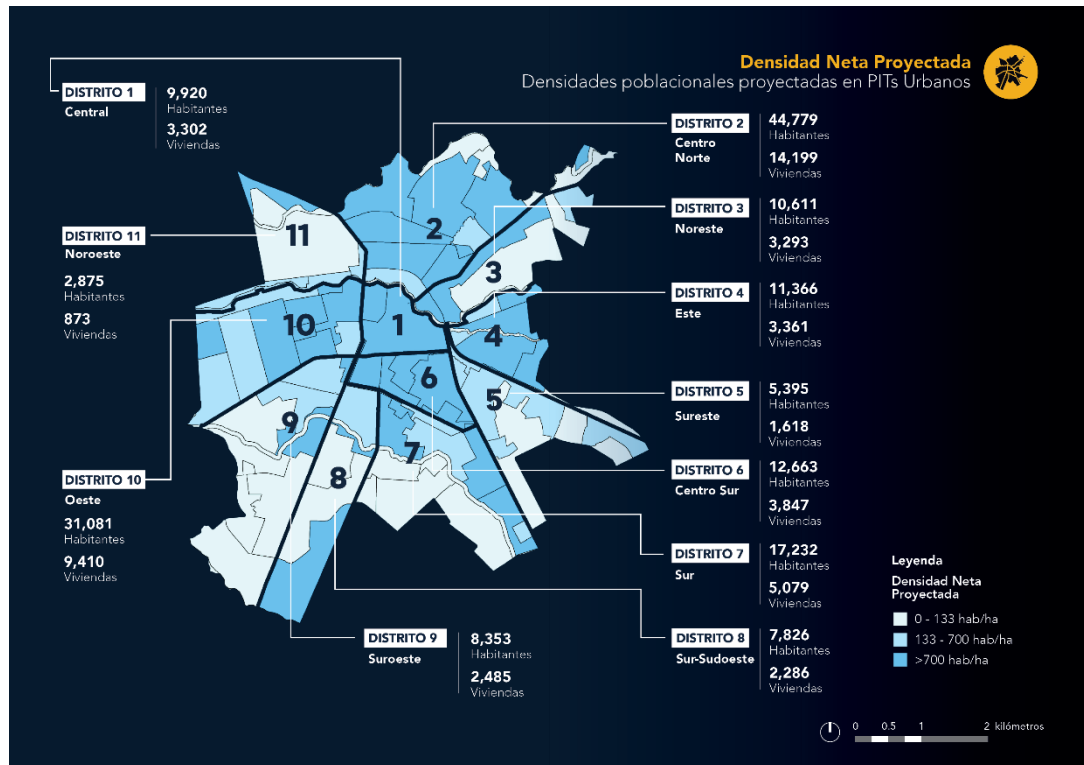 Densidad Neta Proyectada
Densidades poblacionales proyectadas en PITs Urbanos
DISTRITO 1
Central
9,920
Habitantes
3,302
Viviendas
DISTRITO 2
Centro
Norte
44,779
Habitantes
14,199
Viviendas
DISTRITO 3
Noreste
10,611
Habitantes
3,293
Viviendas
DISTRITO 4
Este
11,366
Habitantes
3,361
Viviendas
DISTRITO 5
Sureste
5,395
Habitantes
1,618
Viviendas
DISTRITO 6
Centro Sur
12,663
Habitantes
3,847
Viviendas
DISTRITO 7
Sur
17,232
Habitantes
5,079
Viviendas
DISTRITO 8
Sur-Sudoeste
7,826
Habitantes
2,286
Viviendas
DISTRITO 9
Suroeste
8,353
Habitantes
2,485
Viviendas
DISTRITO 10
Oeste
31,081
Habitantes
9,410
Viviendas
DISTRITO 11
Noroeste
2,875
Habitantes
873
Viviendas
11
2
3
10
1
4
6
5
9
7
8
Leyenda
Densidad Neta
Proyectada
0 - 133 hab/ha
133 - 700 hab/ha
>700 hab/ha
0 0.5 1 2 kilómetros